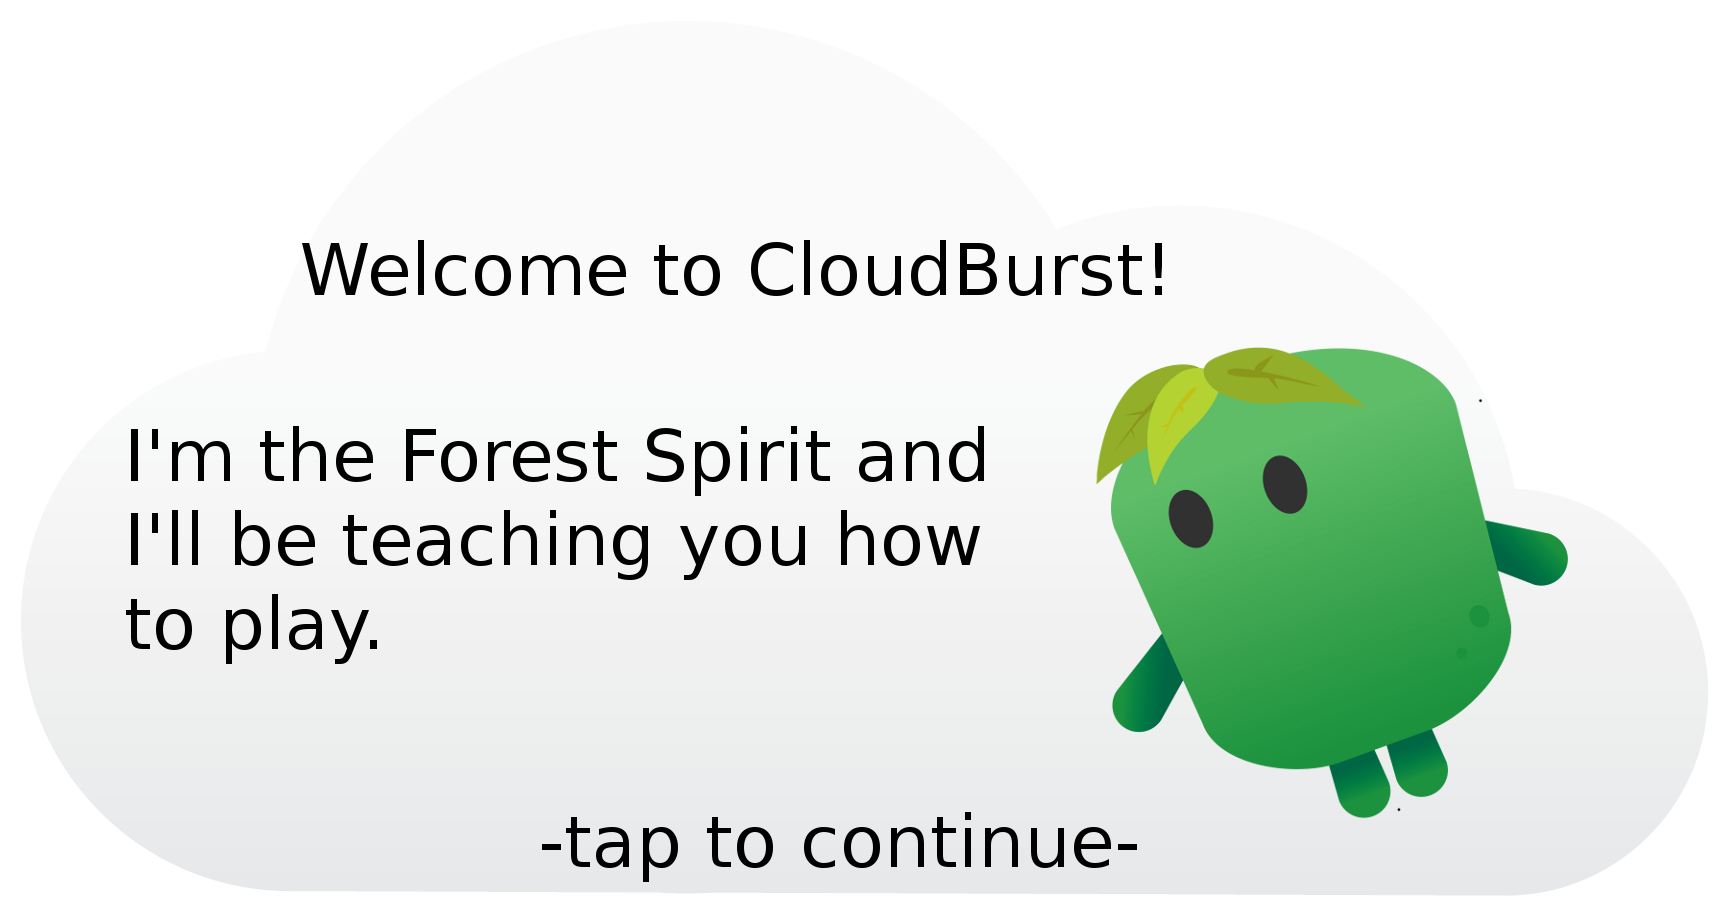 Welcome to CloudBurst!
I'm the Forest Spirit and
I'll be teaching you how
to play.
-tap to continue-